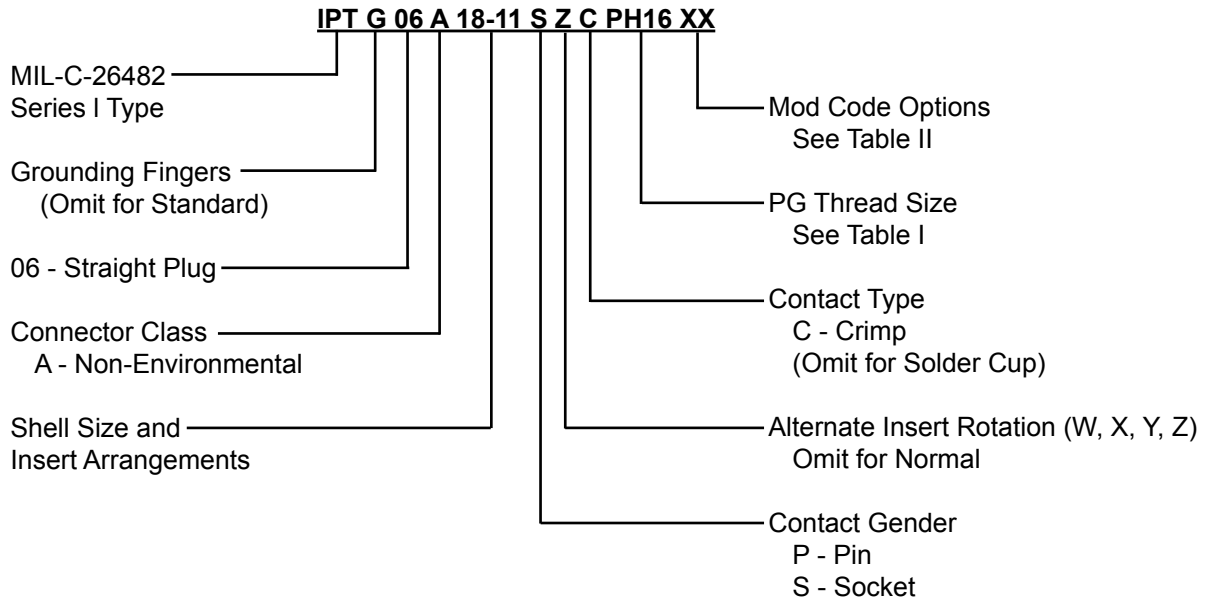 IPT G 06 A 18-11 S Z C PH16 XX
MIL-C-26482
Series I Type
Grounding Fingers
(Omit for Standard)
06 - Straight Plug
Connector Class
A - Non-Environmental
Shell Size and
Insert Arrangements
Mod Code Options
See Table II
PG Thread Size
See Table I
Contact Type
C - Crimp
(Omit for Solder Cup)
Alternate Insert Rotation (W, X, Y, Z)
Omit for Normal
Contact Gender
P - Pin
S - Socket